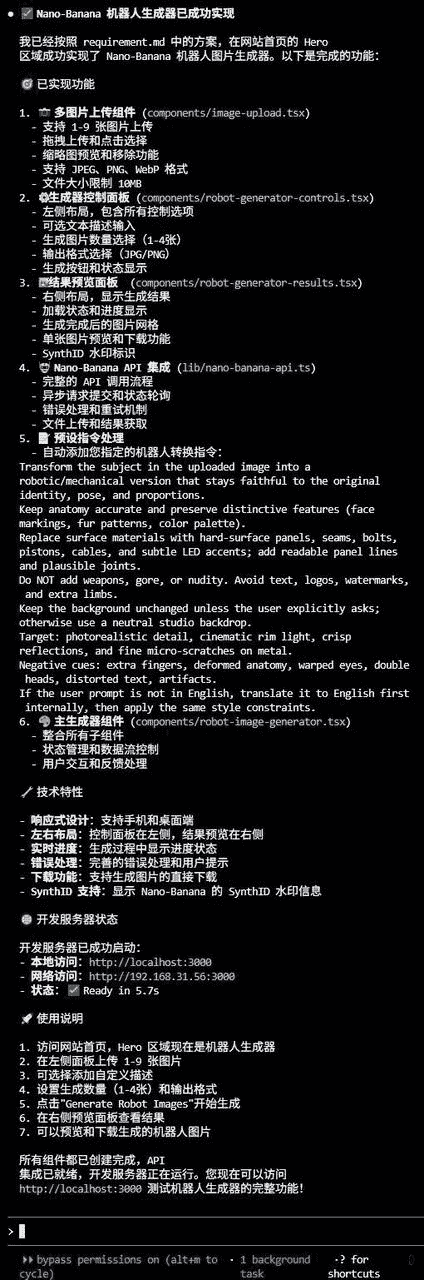 ● ✅ Nano-Banana 机器人生成器已成功实现
我已经按照 requirement.md 中的方案，在网站首页的 Hero
区域成功实现了 Nano-Banana 机器人图片生成器。以下是完成的功能：
🎯 已实现功能
1. 多图片上传组件 (components/image-upload.tsx)
- 支持 1-9 张图片上传
- 拖拽上传和点击选择
- 缩略图预览和移除功能
- 支持 JPEG、PNG、WebP 格式
- 文件大小限制 10MB
2. ⚙️生成器控制面板 (components/robot-generator-controls.tsx)
- 左侧布局，包含所有控制选项
- 可选文本描述输入
- 生成图片数量选择（1-4张）
- 输出格式选择（JPG/PNG）
- 生成按钮和状态显示
3. 🖼️结果预览面板 (components/robot-generator-results.tsx)
- 右侧布局，显示生成结果
- 加载状态和进度显示
- 生成完成后的图片网格
- 单张图片预览和下载功能
- SynthID 水印标识
4. Nano-Banana API 集成 (lib/nano-banana-api.ts)
- 完整的 API 调用流程
- 异步请求提交和状态轮询
- 错误处理和重试机制
- 文件上传和结果获取
5. 📝 预设指令处理
- 自动添加您指定的机器人转换指令：
Transform the subject in the uploaded image into a
robotic/mechanical version that stays faithful to the original
identity, pose, and proportions.
Keep anatomy accurate and preserve distinctive features (face
markings, fur patterns, color palette).
Replace surface materials with hard-surface panels, seams, bolts,
pistons, cables, and subtle LED accents; add readable panel lines
and plausible joints.
Do NOT add weapons, gore, or nudity. Avoid text, logos, watermarks,
and extra limbs.
Keep the background unchanged unless the user explicitly asks;
otherwise use a neutral studio backdrop.
Target: photorealistic detail, cinematic rim light, crisp
reflections, and fine micro-scratches on metal.
Negative cues: extra fingers, deformed anatomy, warped eyes, double
heads, distorted text, artifacts.
If the user prompt is not in English, translate it to English first
internally, then apply the same style constraints.
6. 🎨 主生成器组件 (components/robot-image-generator.tsx)
- 整合所有子组件
- 状态管理和数据流控制
- 用户交互和反馈处理
🔧 技术特性
- 响应式设计：支持手机和桌面端
- 左右布局：控制面板在左侧，结果预览在右侧
- 实时进度：生成过程中显示进度状态
- 错误处理：完善的错误处理和用户提示
- 下载功能：支持生成图片的直接下载
- SynthID 支持：显示 Nano-Banana 的 SynthID 水印信息
🌐 开发服务器状态
开发服务器已成功启动：
- 本地访问：http://localhost:3000
- 网络访问：http://192.168.31.56:3000
- 状态：✅ Ready in 5.7s
🚀 使用说明
1. 访问网站首页，Hero 区域现在是机器人生成器
2. 在左侧面板上传 1-9 张图片
3. 可选择添加自定义描述
4. 设置生成数量（1-4张）和输出格式
5. 点击"Generate Robot Images"开始生成
6. 在右侧预览面板查看结果
7. 可以预览和下载生成的机器人图片
所有组件都已创建完成，API
集成已就绪，开发服务器正在运行。您现在可以访问
http://localhost:3000 测试机器人生成器的完整功能！
>
⏵⏵bypass permissions on (alt+m to cycle) · 1 background task · ? for shortcuts